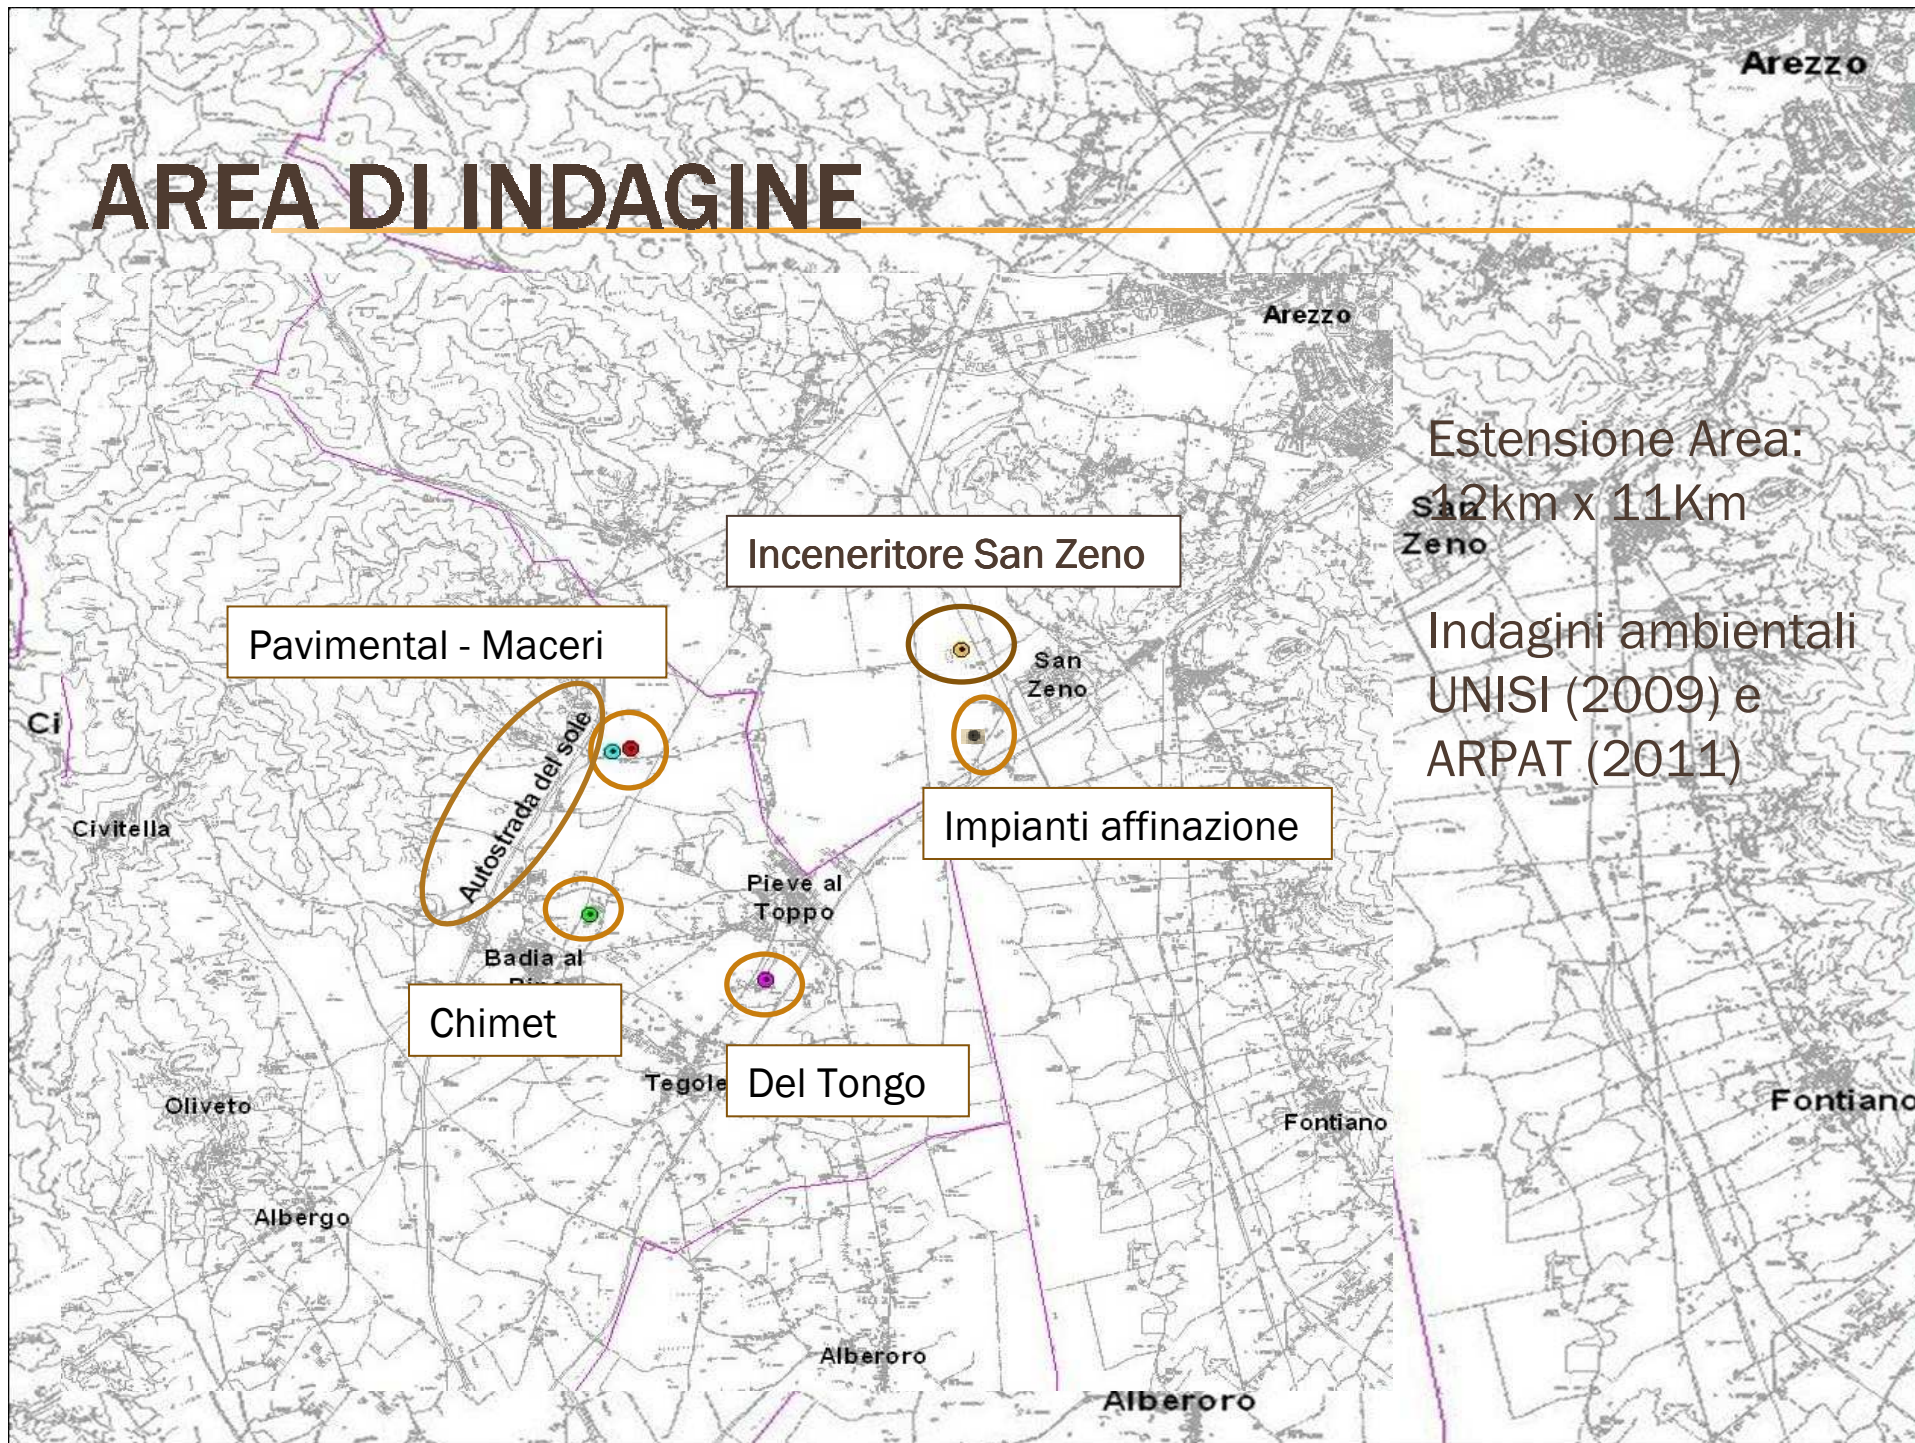 Arezzo
AREA DI INDAGINE
Arezzo
Estensione Area:
12km x 11Km
San
Zeno
Inceneritore San Zeno
Indagini ambientali
UNISI (2009) e
ARPAT (2011)
Pavimental - Maceri
San
Zeno
Ci
Autostrada del sole
Civitella
Impianti affinazione
Pieve al
Toppo
Badia al
Chimet
Tegole
Del Tongo
Oliveto
Fontiano
Fontiano
Albergo
Alberoro
Alberoro